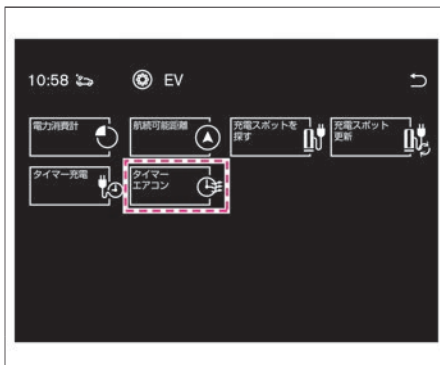 10:58 EV
電力消費計
航続可能距離
充電スポットを
探す
充電スポット
更新
タイマー充電
タイマー
エアコン